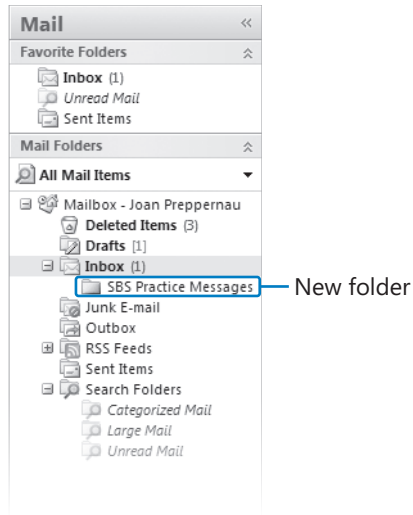 Mail «
Favorite Folders
Inbox (1)
Unread Mail
Sent Items
Mail Folders
All Mail Items
Mailbox - Joan Preppernau
Deleted Items (3)
Drafts [1]
Inbox (1)
SBS Practice Messages New folder
Junk E-mail
Outbox
RSS Feeds
Sent Items
Search Folders
Categorized Mail
Large Mail
Unread Mail